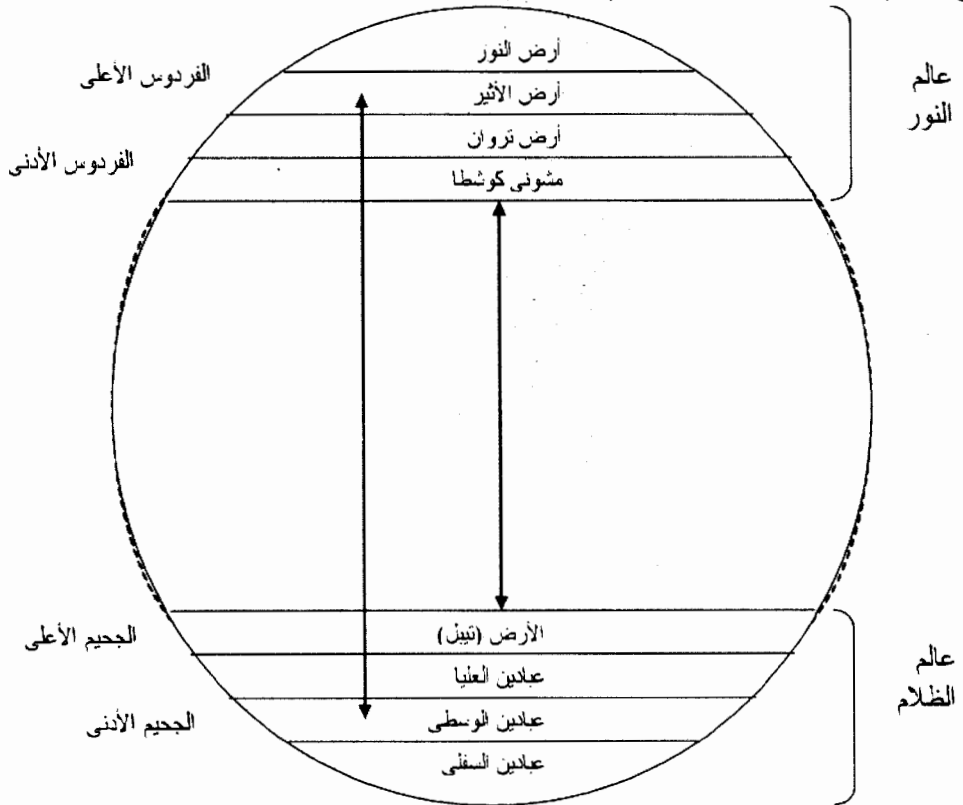 أرض النور
الفردوس الأعلى
أرض الأثير
عالم
النور
أرض تروان
الفردوس الأدنى
مشوني كوشطا
الأرض (تيبل)
الجحيم الأعلى
عبادين العليا
عالم
الظلام
عبادين الوسطى
الجحيم الأدنى
عبادين السفلى